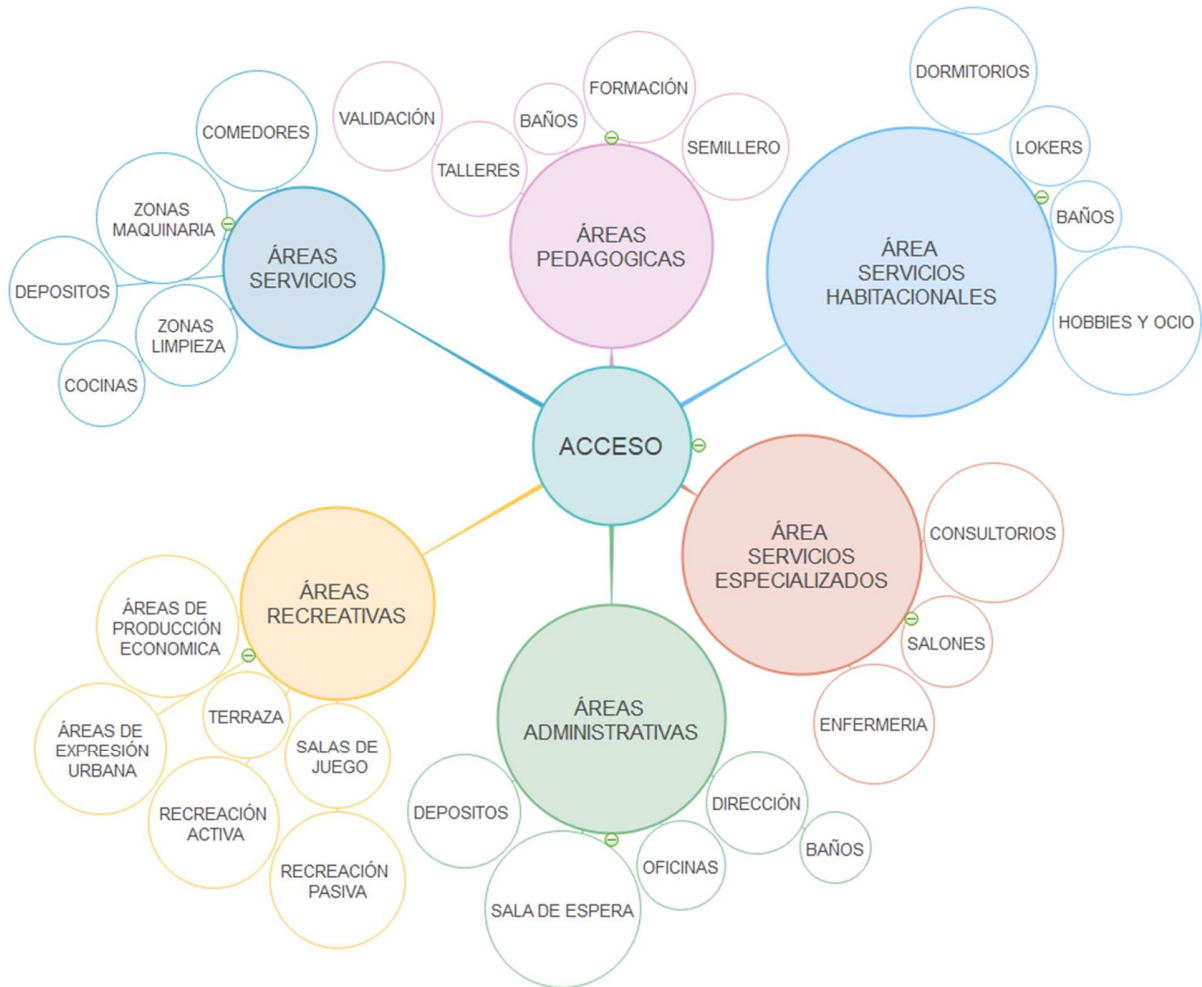 DORMITORIOS
FORMACIÓN
VALIDACIÓN
BAÑOS
COMEDORES
SEMILLERO
LOKERS
TALLERES
ZONAS
MAQUINARIA
BAÑOS
ÁREAS
SERVICIOS
ÁREAS
PEDAGOGICAS
ÁREA
SERVICIOS
HABITACIONALES
DEPOSITOS
ZONAS
LIMPIEZA
HOBBIES Y OCIO
COCINAS
ACCESO
ÁREA
SERVICIOS
ESPECIALIZADOS
CONSULTORIOS
SALONES
ENFERMERIA
ÁREAS
RECREATIVAS
ÁREAS DE
PRODUCCIÓN
ECONOMICA
TERRAZA
ÁREAS DE
EXPRESIÓN
URBANA
SALAS DE
JUEGO
RECREACIÓN
ACTIVA
RECREACIÓN
PASIVA
ÁREAS
ADMINISTRATIVAS
DEPOSITOS
DIRECCIÓN
BAÑOS
OFICINAS
SALA DE ESPERA